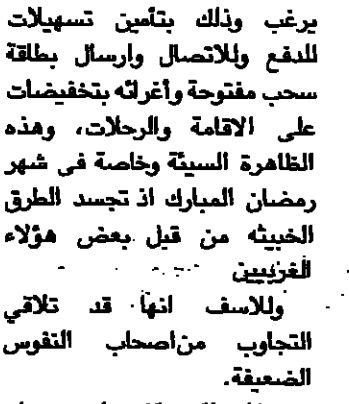 يرغب وذلك بتأمين تسهيلات
للدفع وللاتصال وارسال بطاقة
سحب مفتوحة وأغرائه بتخفيضات
على الاقامة والرحلات، وهذه
الظاهرة السيئة وخاصة فى شهر
رمضان المبارك اذ تجسد الطرق
الخبيثه من قبل بعض هؤلاء
الغربيين
وللاسف انها قد تلاقي
التجاوب من اصحاب النفوس
الضعيفة.